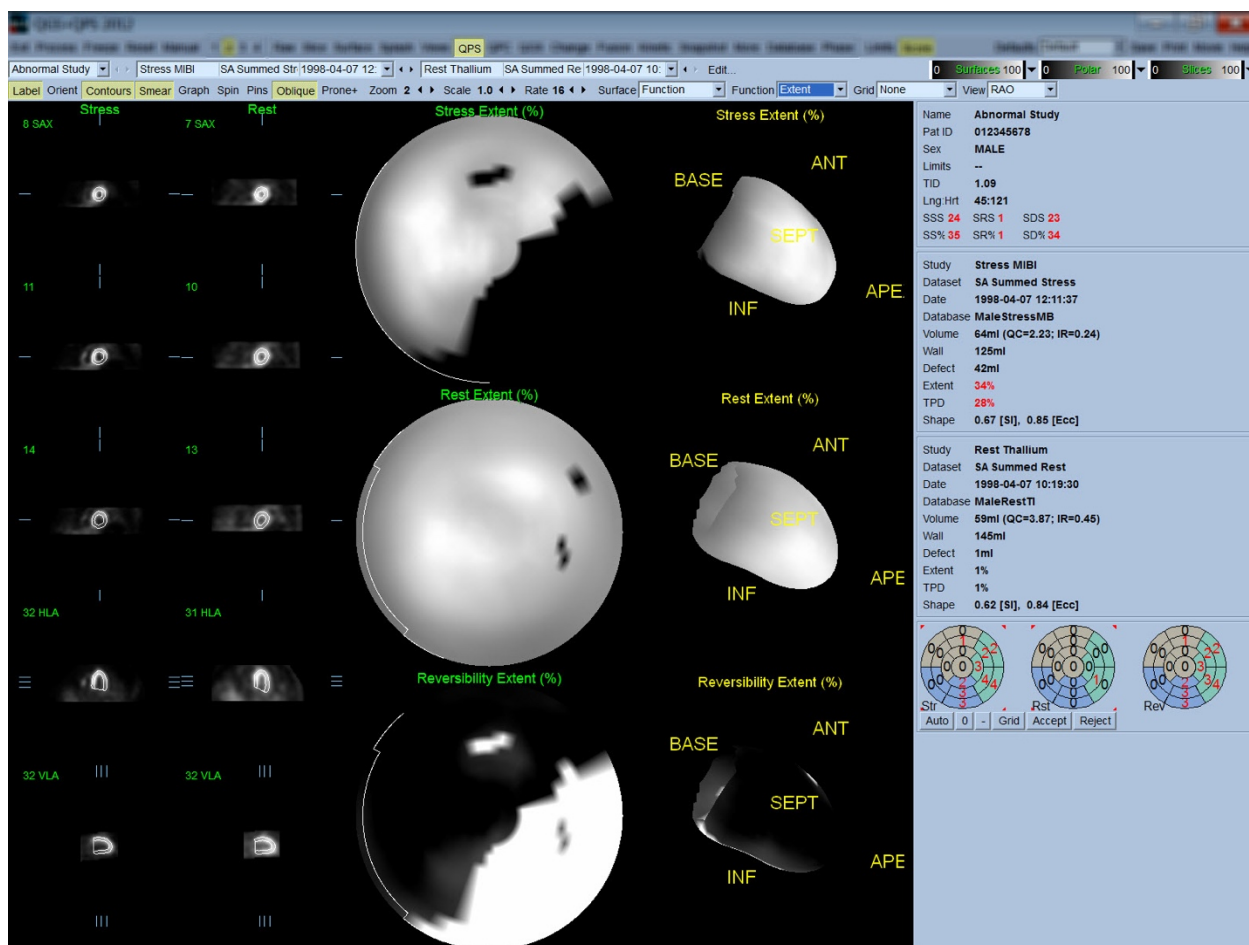 QGS+QPS 2012
QPS
Abnormal Study Stress MIBI SA Summed Str 1998-04-07 12: Rest Thallium SA Summed Re 1998-04-07 10: Edit... 0 Surfaces 100 0 Polar 100 0 Slices 100
Label Orient Contours Smear Graph Spin Pins Oblique Prone+ Zoom 2 Scale 1.0 Rate 16 Surface Function Function Extent Grid None View RAO
Stress Rest Stress Extent (%) Stress Extent (%)
8 SAX 7 SAX
ANT
BASE
SEPT
APE
INF
11 10
Rest Extent (%) Rest Extent (%)
14 13
ANT
BASE
SEPT
APE
INF
32 HLA 31 HLA
Reversibility Extent (%) Reversibility Extent (%)
ANT
BASE
32 VLA 32 VLA
SEPT
APE
INF
Name Abnormal Study
Pat ID 012345678
Sex MALE
Limits --
TID 1.09
Lng:Hrt 45:121
SSS 24 SRS 1 SDS 23
SS% 35 SR% 1 SD% 34
Study Stress MIBI
Dataset SA Summed Stress
Date 1998-04-07 12:11:37
Database MaleStressMB
Volume 64ml (QC=2.23; IR=0.24)
Wall 125ml
Defect 42ml
Extent 34%
TPD 28%
Shape 0.67 [SI], 0.85 [Ecc]
Study Rest Thallium
Dataset SA Summed Rest
Date 1998-04-07 10:19:30
Database MaleRestTl
Volume 59ml (QC=3.87; IR=0.45)
Wall 145ml
Defect 1ml
Extent 1%
TPD 1%
Shape 0.62 [SI], 0.84 [Ecc]
Str Rst Rev
Auto 0 - Grid Accept Reject